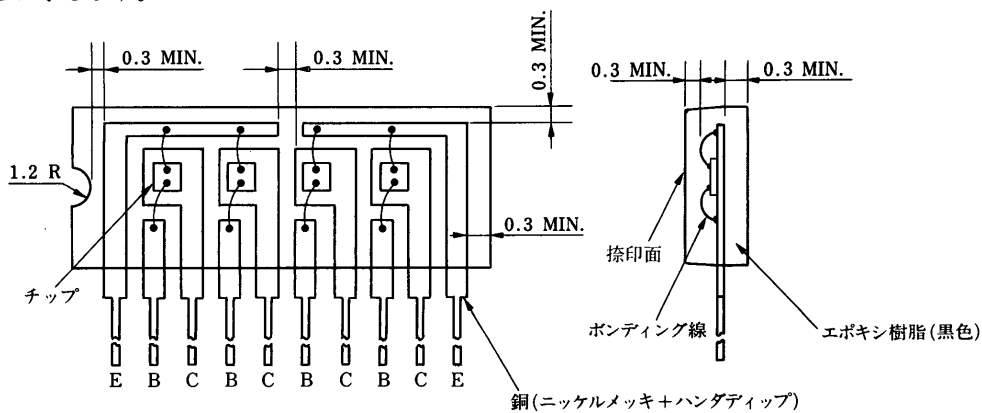 0.3 MIN.
0.3 MIN.
0.3 MIN.
0.3 MIN.
0.3 MIN.
1.2 R
0.3 MIN.
捺印面
チップ
ボンディング線
エポキシ樹脂(黒色)
E B C B C B C B C E
銅(ニッケルメッキ+ハンダディップ)